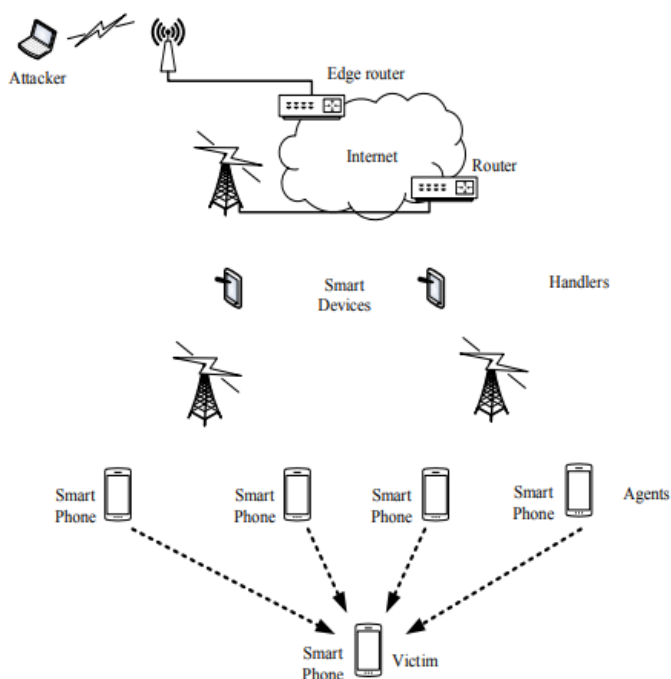 Attacker
Edge router
Internet
Router
Smart
Devices
Handlers
Smart
Phone
Smart
Phone
Smart
Phone
Smart
Phone
Agents
Smart
Phone
Victim